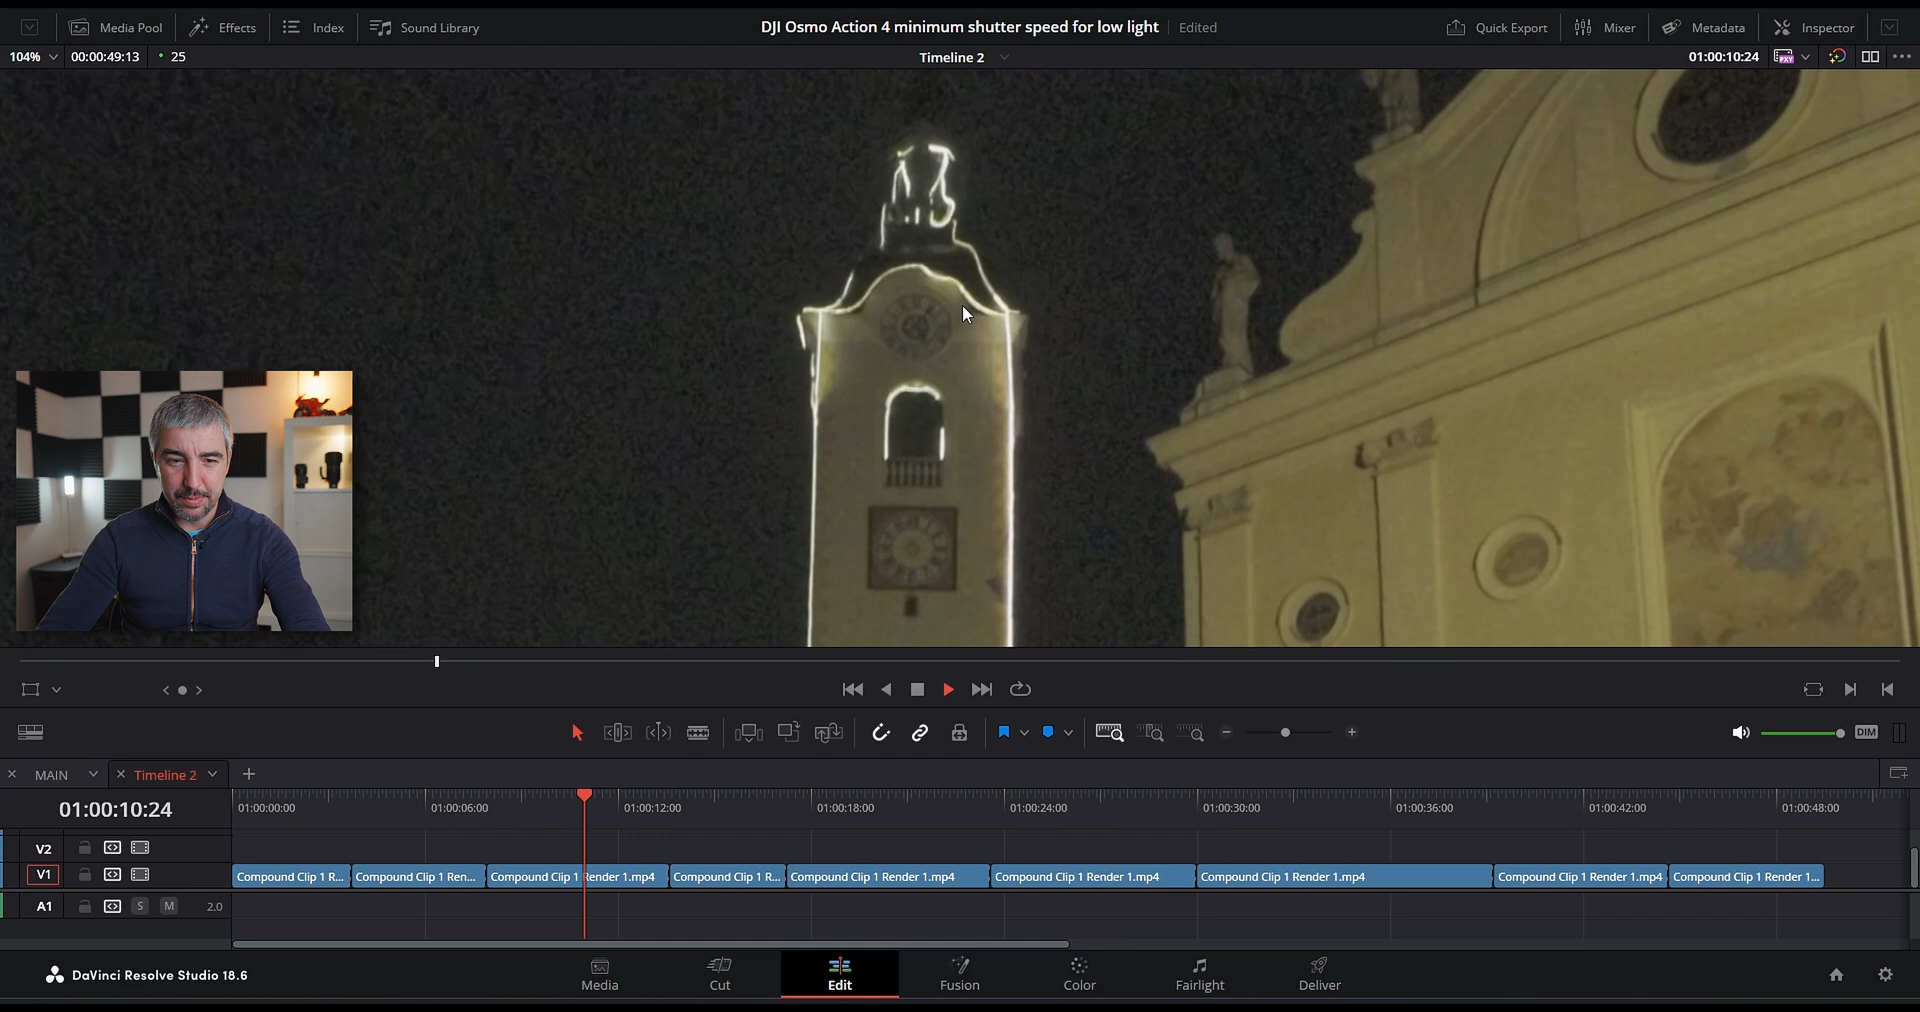 Media Pool Effects Index Sound Library DJI Osmo Action 4 minimum shutter speed for low light Edited Quick Export Mixer Metadata Inspector
104% 00:00:49:13 25 Timeline 2 01:00:10:24 PXY
DIM
MAIN Timeline 2
01:00:10:24 01:00:00:00 01:00:06:00 01:00:12:00 01:00:18:00 01:00:24:00 01:00:30:00 01:00:36:00 01:00:42:00 01:00:48:00
V2
V1 Compound Clip 1 R... Compound Clip 1 Ren... Compound Clip 1 Render 1.mp4 Compound Clip 1 R... Compound Clip 1 Render 1.mp4 Compound Clip 1 Render 1.mp4 Compound Clip 1 Render 1.mp4 Compound Clip 1 Render 1.mp4 Compound Clip 1 Render 1...
A1 S M 2.0
DaVinci Resolve Studio 18.6 Media Cut Edit Fusion Color Fairlight Deliver